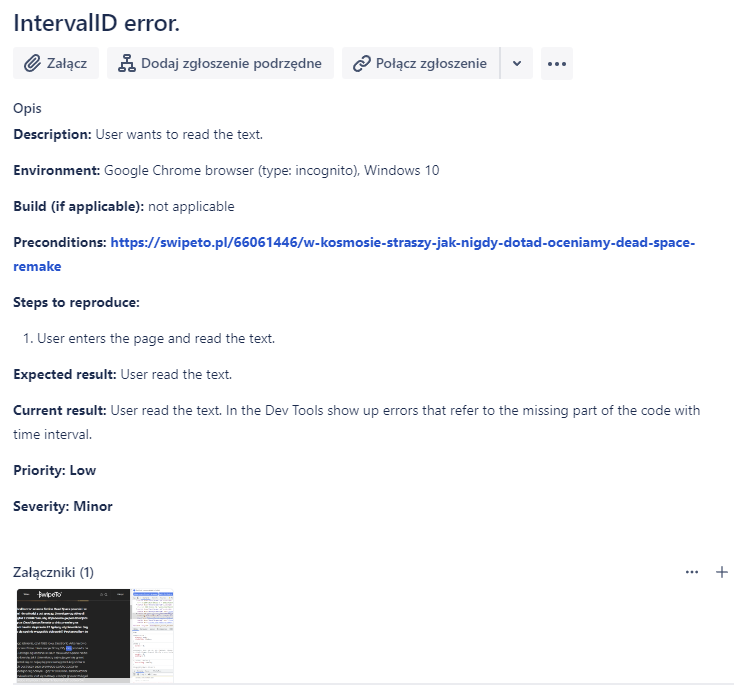 IntervalID error.
Załącz
Dodaj zgłoszenie podrzędne
Połącz zgłoszenie
Opis
Description: User wants to read the text.
Environment: Google Chrome browser (type: incognito), Windows 10
Build (if applicable): not applicable
Preconditions: https://swipeto.pl/66061446/w-kosmosie-straszy-jak-nigdy-dotad-oceniamy-dead-space-
remake
Steps to reproduce:
1. User enters the page and read the text.
Expected result: User read the text.
Current result: User read the text. In the Dev Tools show up errors that refer to the missing part of the code with
time interval.
Priority: Low
Severity: Minor
Załączniki (1)
SwipeTo